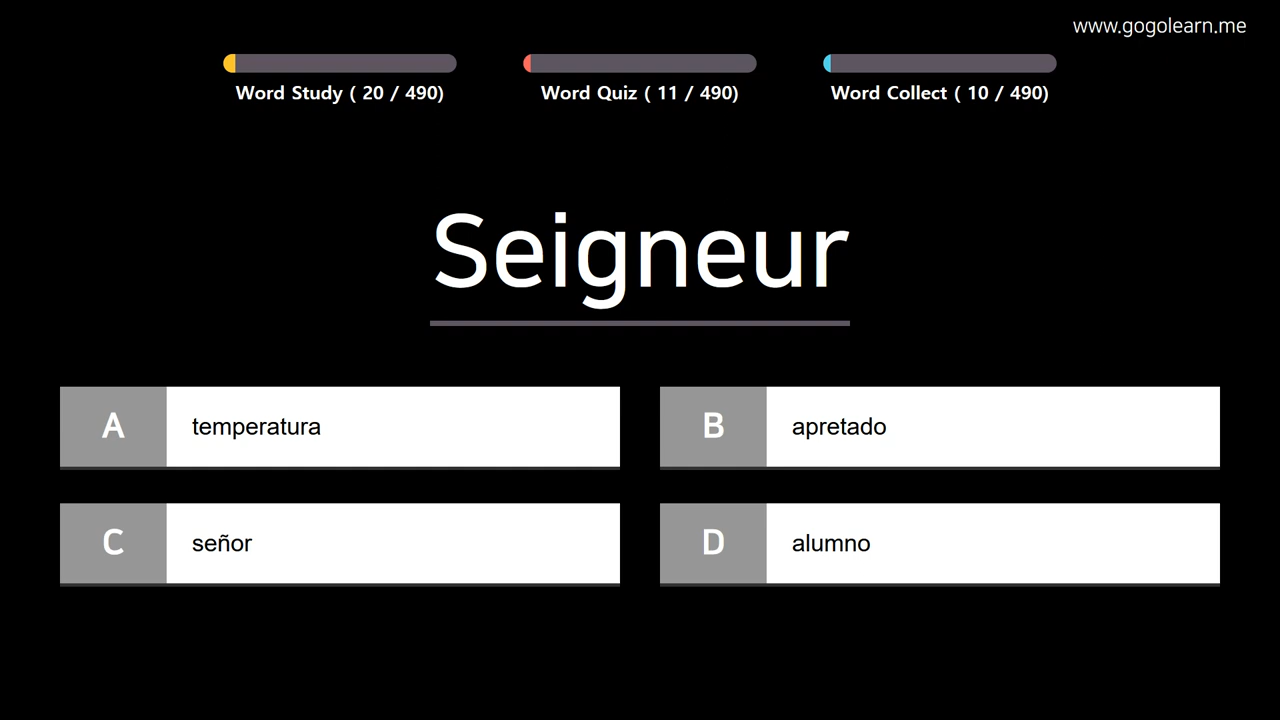 www.gogolearn.me
Word Study ( 20 / 490)
Word Quiz ( 11 / 490)
Word Collect ( 10 / 490)
Seigneur
A temperatura
B apretado
C señor
D alumno